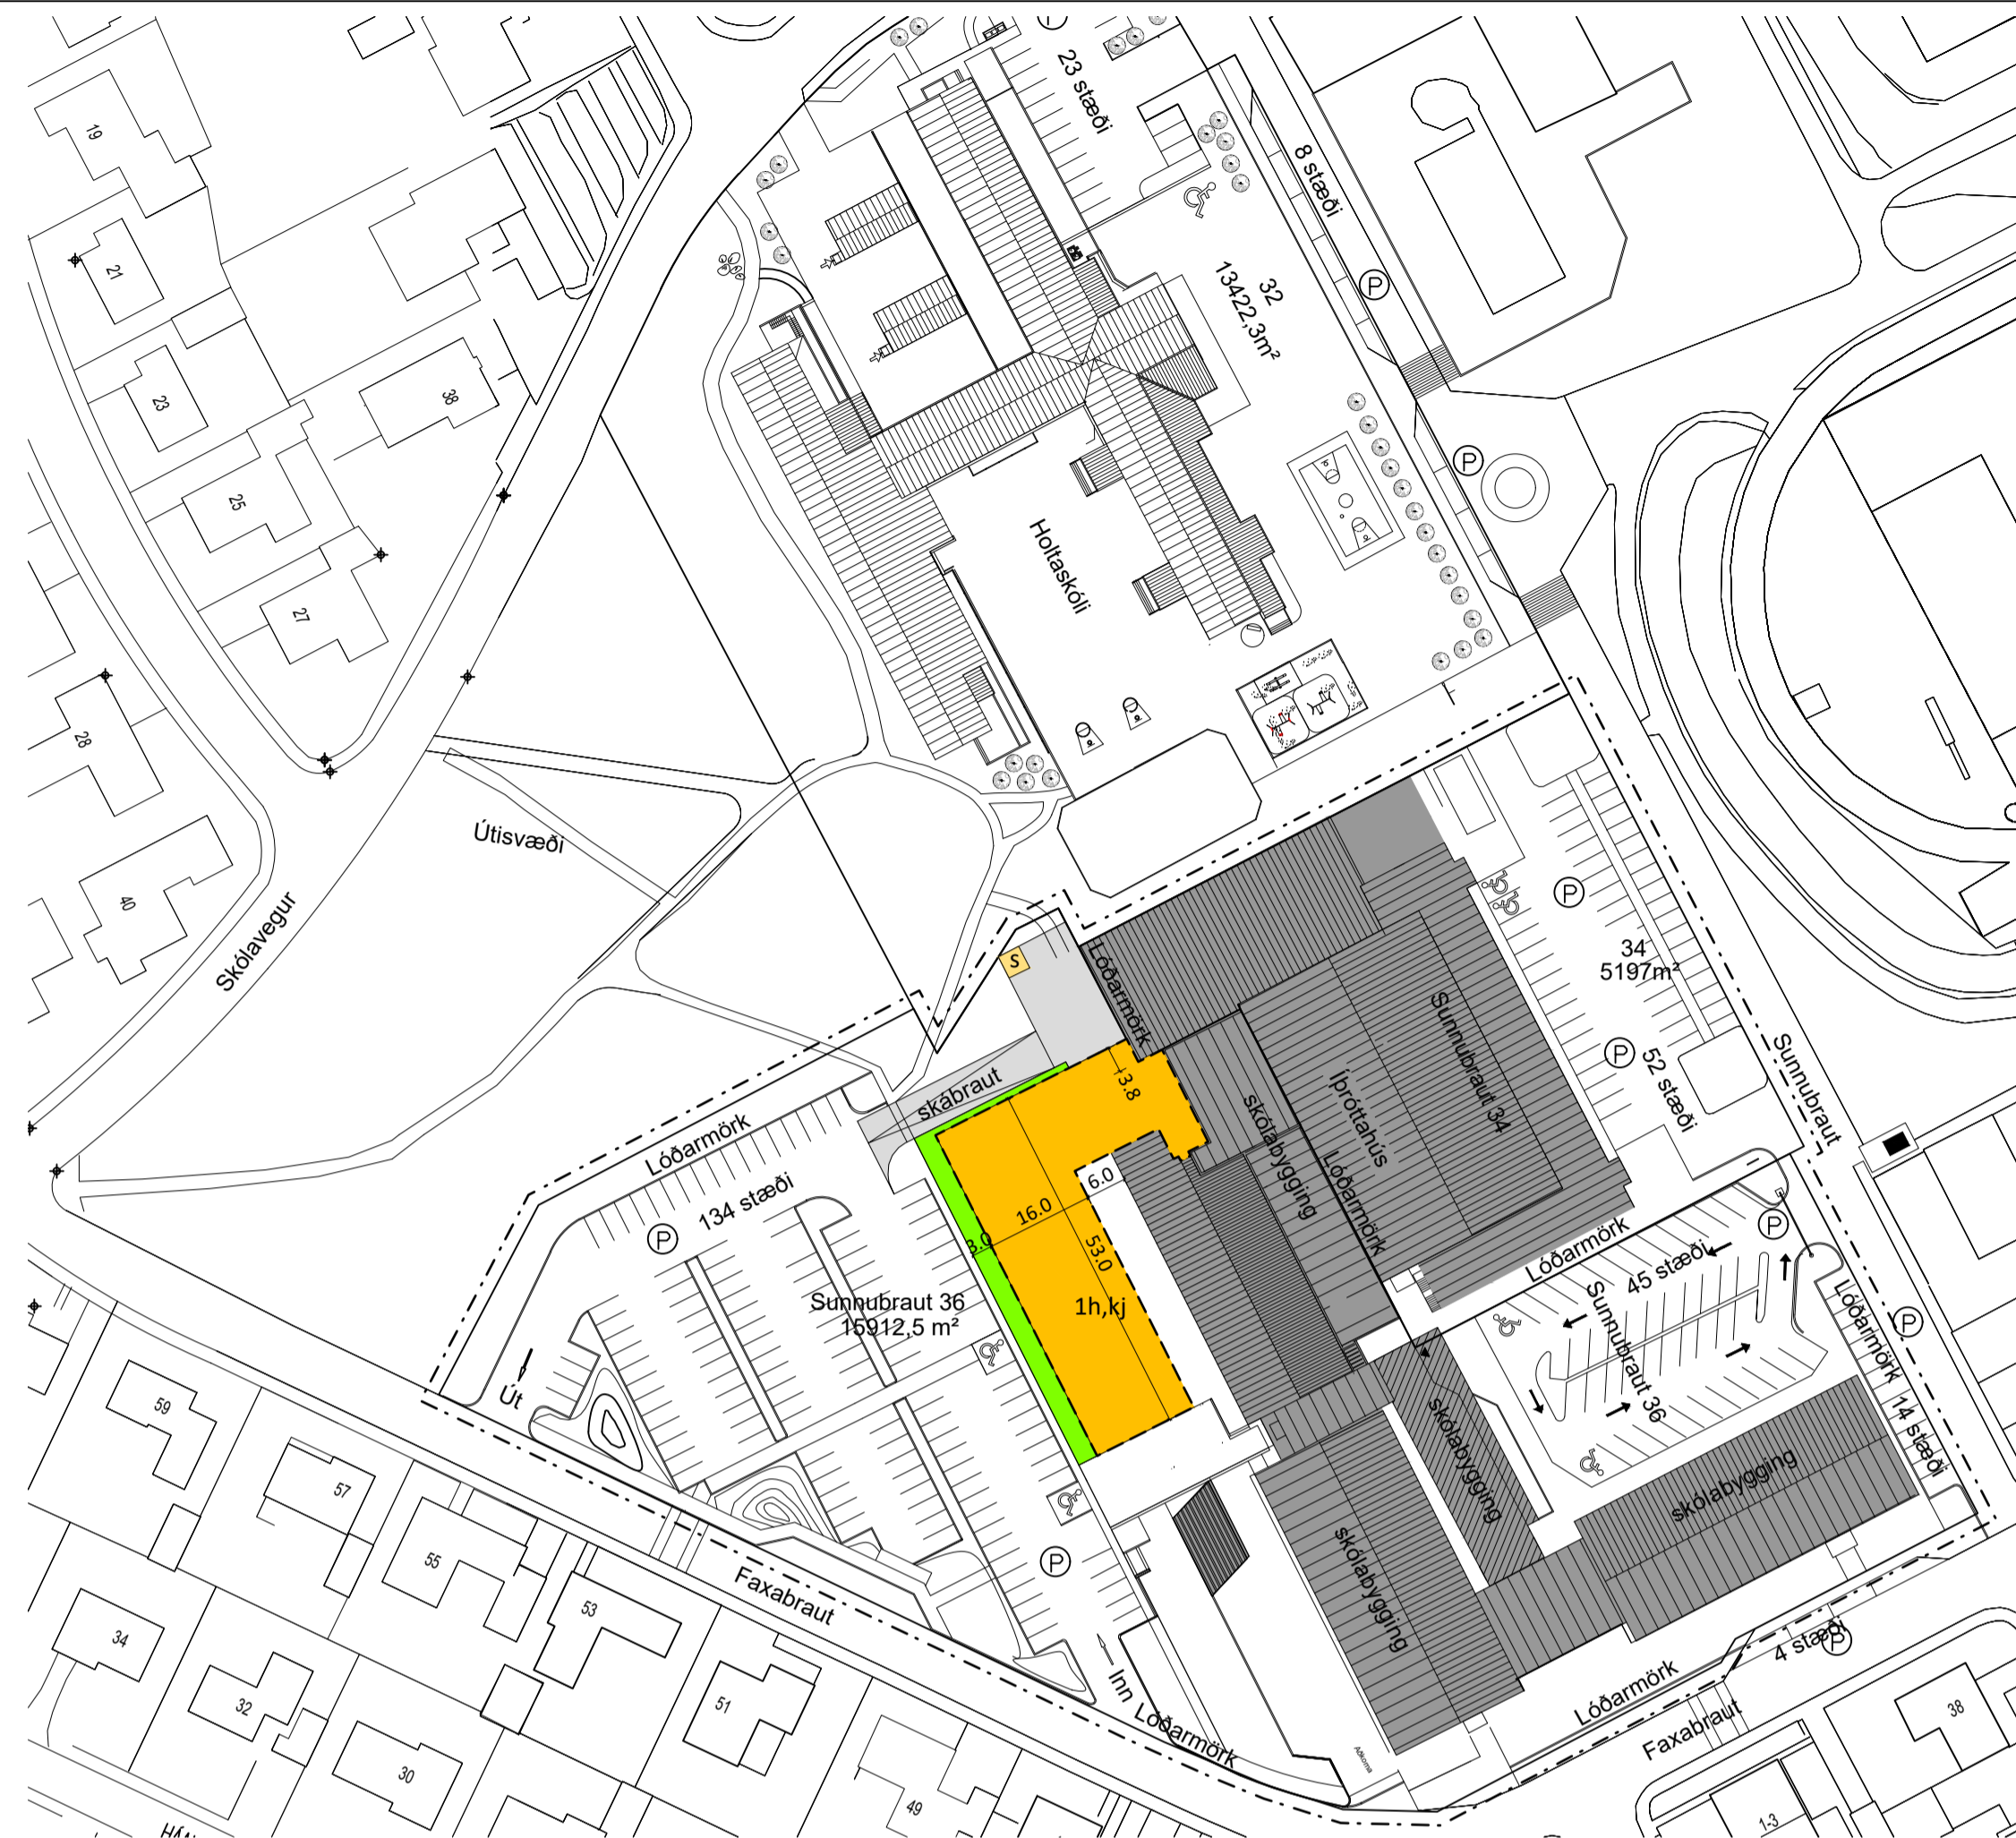 23 stæði
19
8 stæði
21
32
13422,3m²
P
23
38
25
P
Holtaskóli
27
28
Útisvæði
40
Skólavegur
P
34
5197m²
S
Lóðarmörk
Sunnubraut 34
Sunnubraut
P
52 stæði
3.8
skábraut
Íþróttahús
skólabygging
Lóðarmörk
Lóðarmörk
134 stæði
P
6.0
16.0
3.0
53.0
Sunnubraut 36
15912,5 m²
1h,kj
Lóðarmörk
45 stæði
P
Sunnubraut 36
Lóðarmörk
P
14 stæði
Út
59
57
55
53
51
49
34
32
30
skólabygging
skólabygging
skólabygging
P
Faxabraut
Inn
Lóðarmörk
Aðkoma
Lóðarmörk
4 stæði
P
Faxabraut
38
1-3